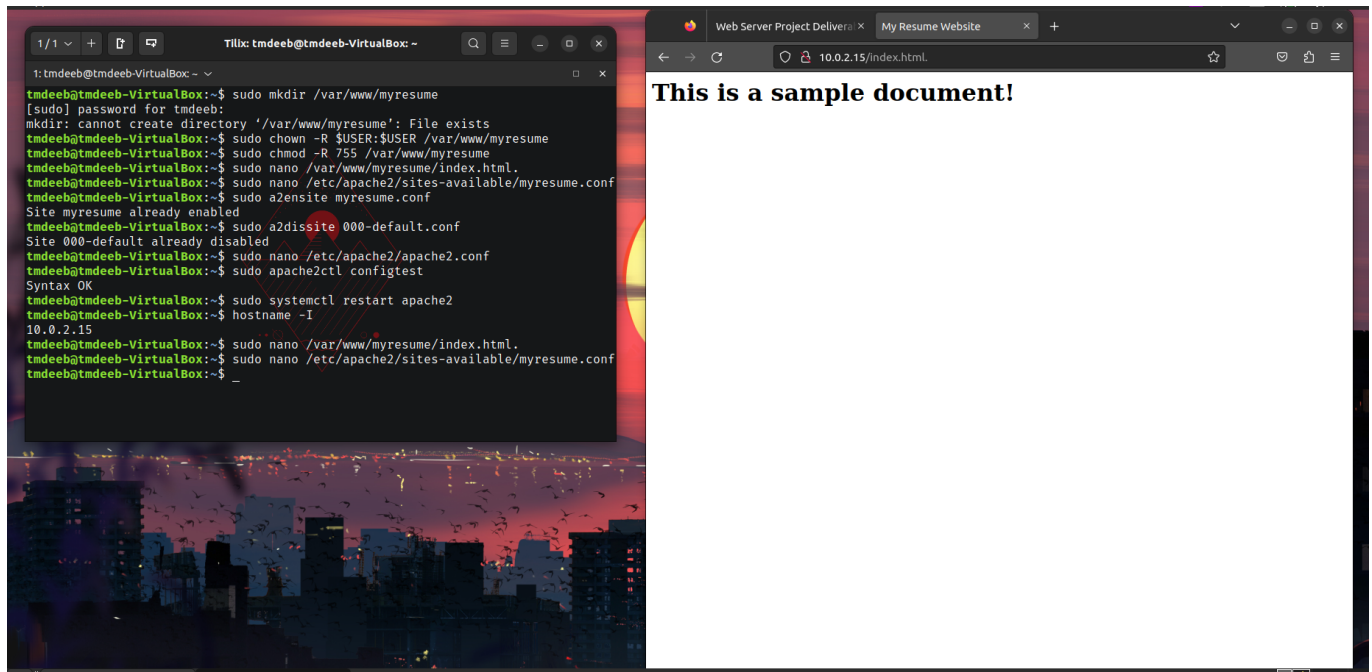 1 / 1
Tilix: tmdeeb@tmdeeb-VirtualBox: ~
1: tmdeeb@tmdeeb-VirtualBox: ~
tmdeeb@tmdeeb-VirtualBox:~$ sudo mkdir /var/www/myresume
[sudo] password for tmdeeb:
mkdir: cannot create directory ‘/var/www/myresume’: File exists
tmdeeb@tmdeeb-VirtualBox:~$ sudo chown -R $USER:$USER /var/www/myresume
tmdeeb@tmdeeb-VirtualBox:~$ sudo chmod -R 755 /var/www/myresume
tmdeeb@tmdeeb-VirtualBox:~$ sudo nano /var/www/myresume/index.html.
tmdeeb@tmdeeb-VirtualBox:~$ sudo nano /etc/apache2/sites-available/myresume.conf
tmdeeb@tmdeeb-VirtualBox:~$ sudo a2ensite myresume.conf
Site myresume already enabled
tmdeeb@tmdeeb-VirtualBox:~$ sudo a2dissite 000-default.conf
Site 000-default already disabled
tmdeeb@tmdeeb-VirtualBox:~$ sudo nano /etc/apache2/apache2.conf
tmdeeb@tmdeeb-VirtualBox:~$ sudo apache2ctl configtest
Syntax OK
tmdeeb@tmdeeb-VirtualBox:~$ sudo systemctl restart apache2
tmdeeb@tmdeeb-VirtualBox:~$ hostname -I
10.0.2.15
tmdeeb@tmdeeb-VirtualBox:~$ sudo nano /var/www/myresume/index.html.
tmdeeb@tmdeeb-VirtualBox:~$ sudo nano /etc/apache2/sites-available/myresume.conf
tmdeeb@tmdeeb-VirtualBox:~$ _
Web Server Project Delivera
My Resume Website
10.0.2.15/index.html.
This is a sample document!